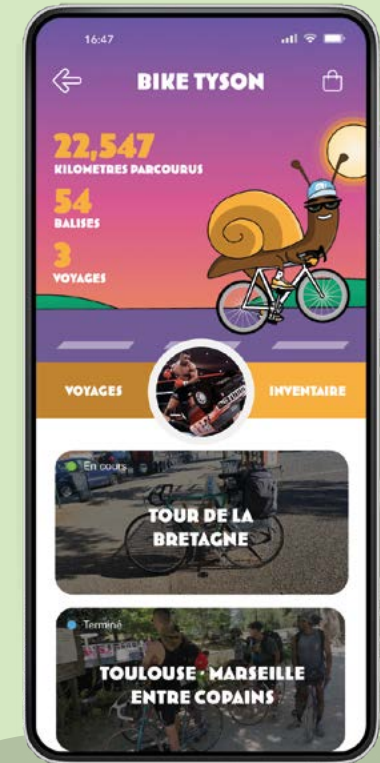 16:47
BIKE TYSON
22,547
KILOMETRES PARCOURUS
54
BALISES
3
VOYAGES
VOYAGES
INVENTAIRE
En cours
TOUR DE LA
BRETAGNE
Terminé
TOULOUSE · MARSEILLE
ENTRE COPAINS